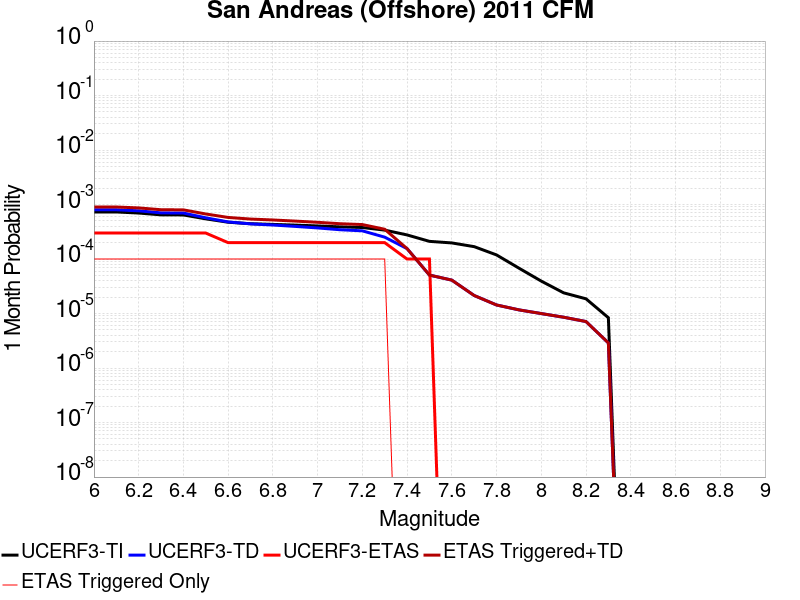 San Andreas (Offshore) 2011 CFM
10^0
10^-1
10^-2
10^-3
10^-4
10^-5
10^-6
10^-7
10^-8
1 Month Probability
6 6.2 6.4 6.6 6.8 7 7.2 7.4 7.6 7.8 8 8.2 8.4 8.6 8.8 9
Magnitude
UCERF3-TI UCERF3-TD UCERF3-ETAS ETAS Triggered+TD
ETAS Triggered Only